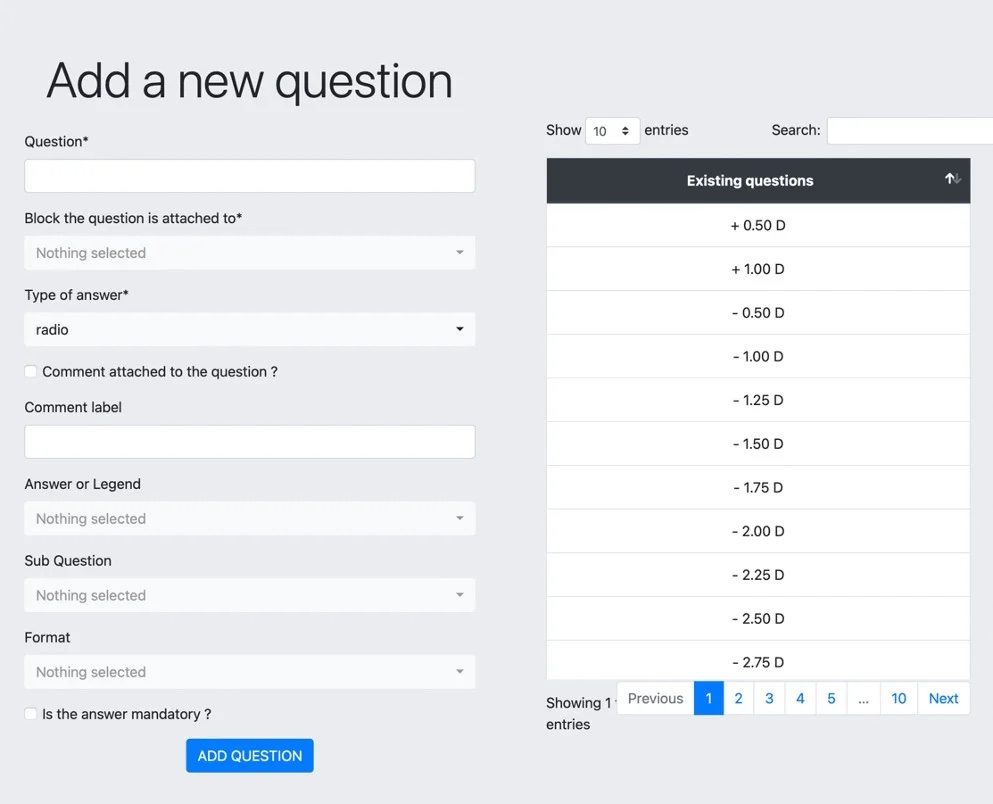 Add a new question
Question*
Block the question is attached to*
Nothing selected
Type of answer*
radio
Comment attached to the question ?
Comment label
Answer or Legend
Nothing selected
Sub Question
Nothing selected
Format
Nothing selected
Is the answer mandatory ?
ADD QUESTION
Show 10 entries Search:
Existing questions
+ 0.50 D
+ 1.00 D
- 0.50 D
- 1.00 D
- 1.25 D
- 1.50 D
- 1.75 D
- 2.00 D
- 2.25 D
- 2.50 D
- 2.75 D
Showing 1
entries
Previous 1 2 3 4 5 ... 10 Next